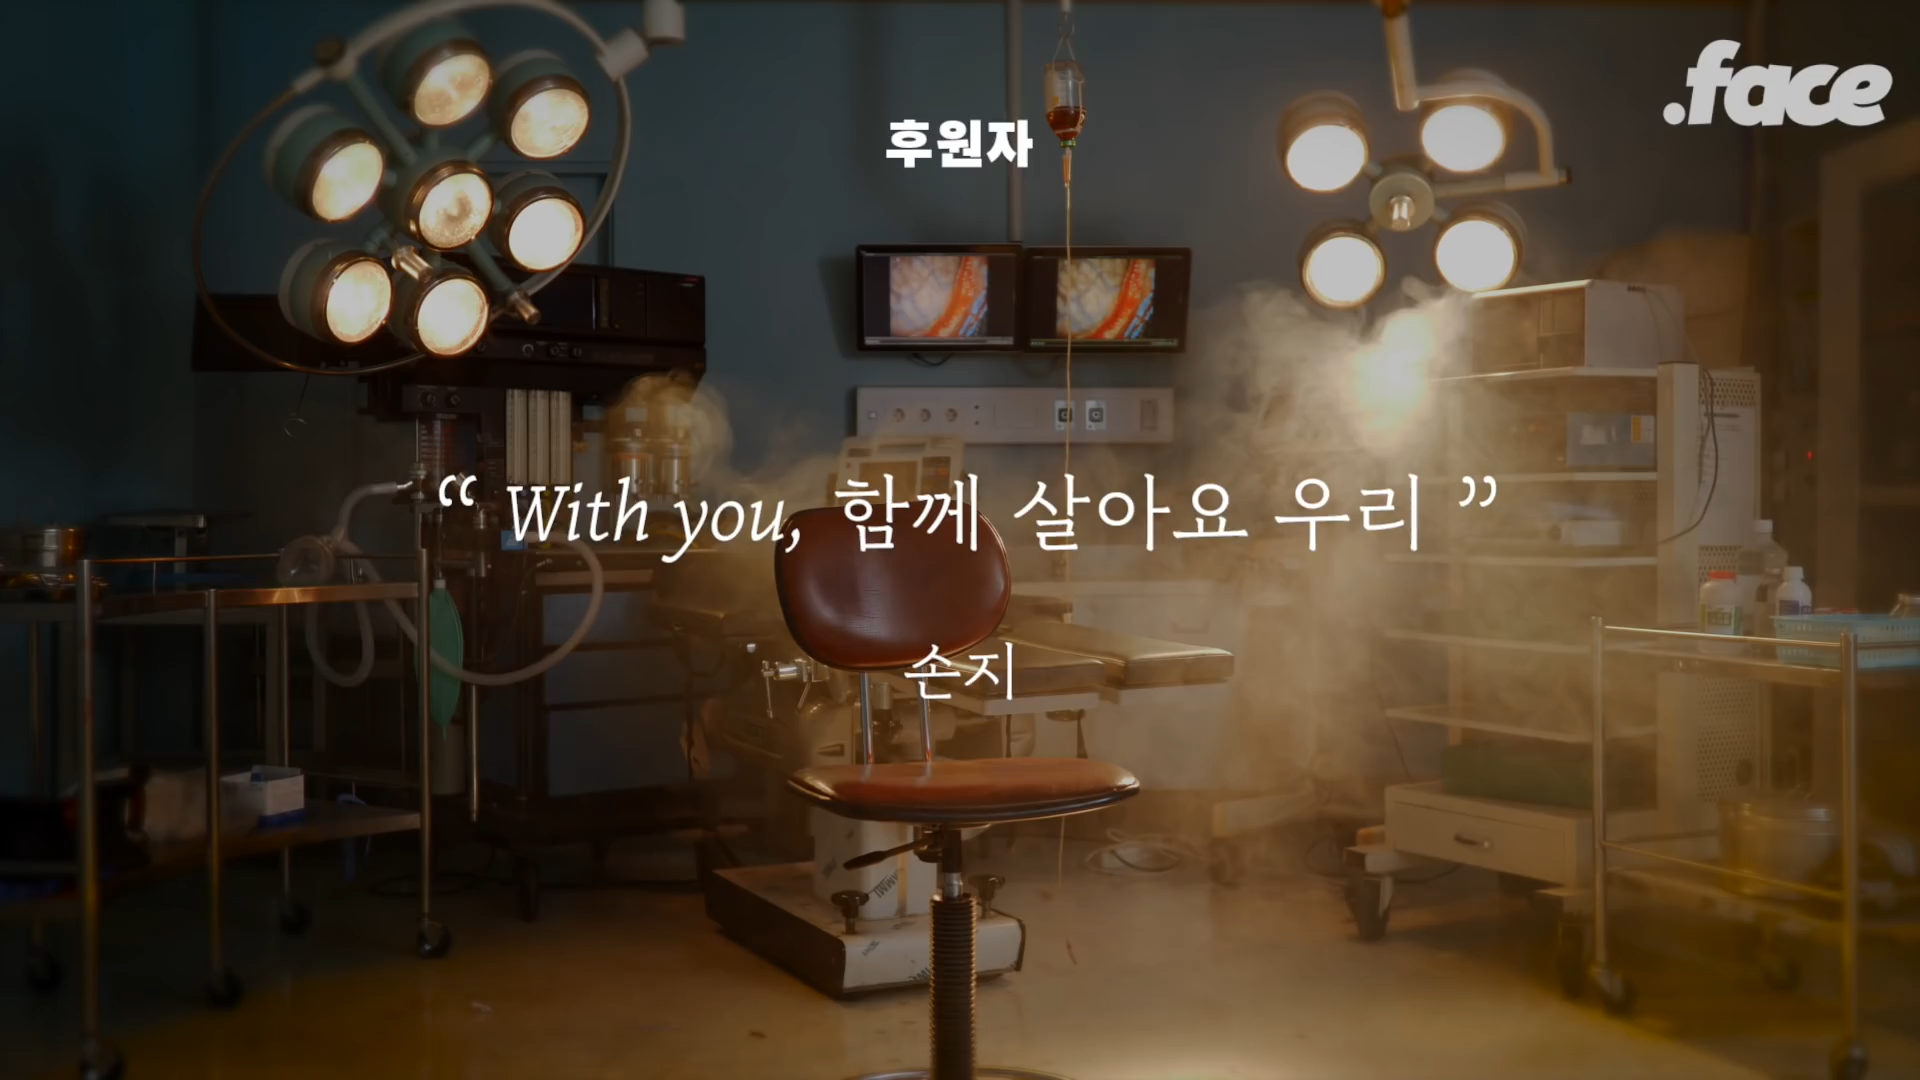 .face
후원자
“ With you, 함께 살아요 우리 ”
손지